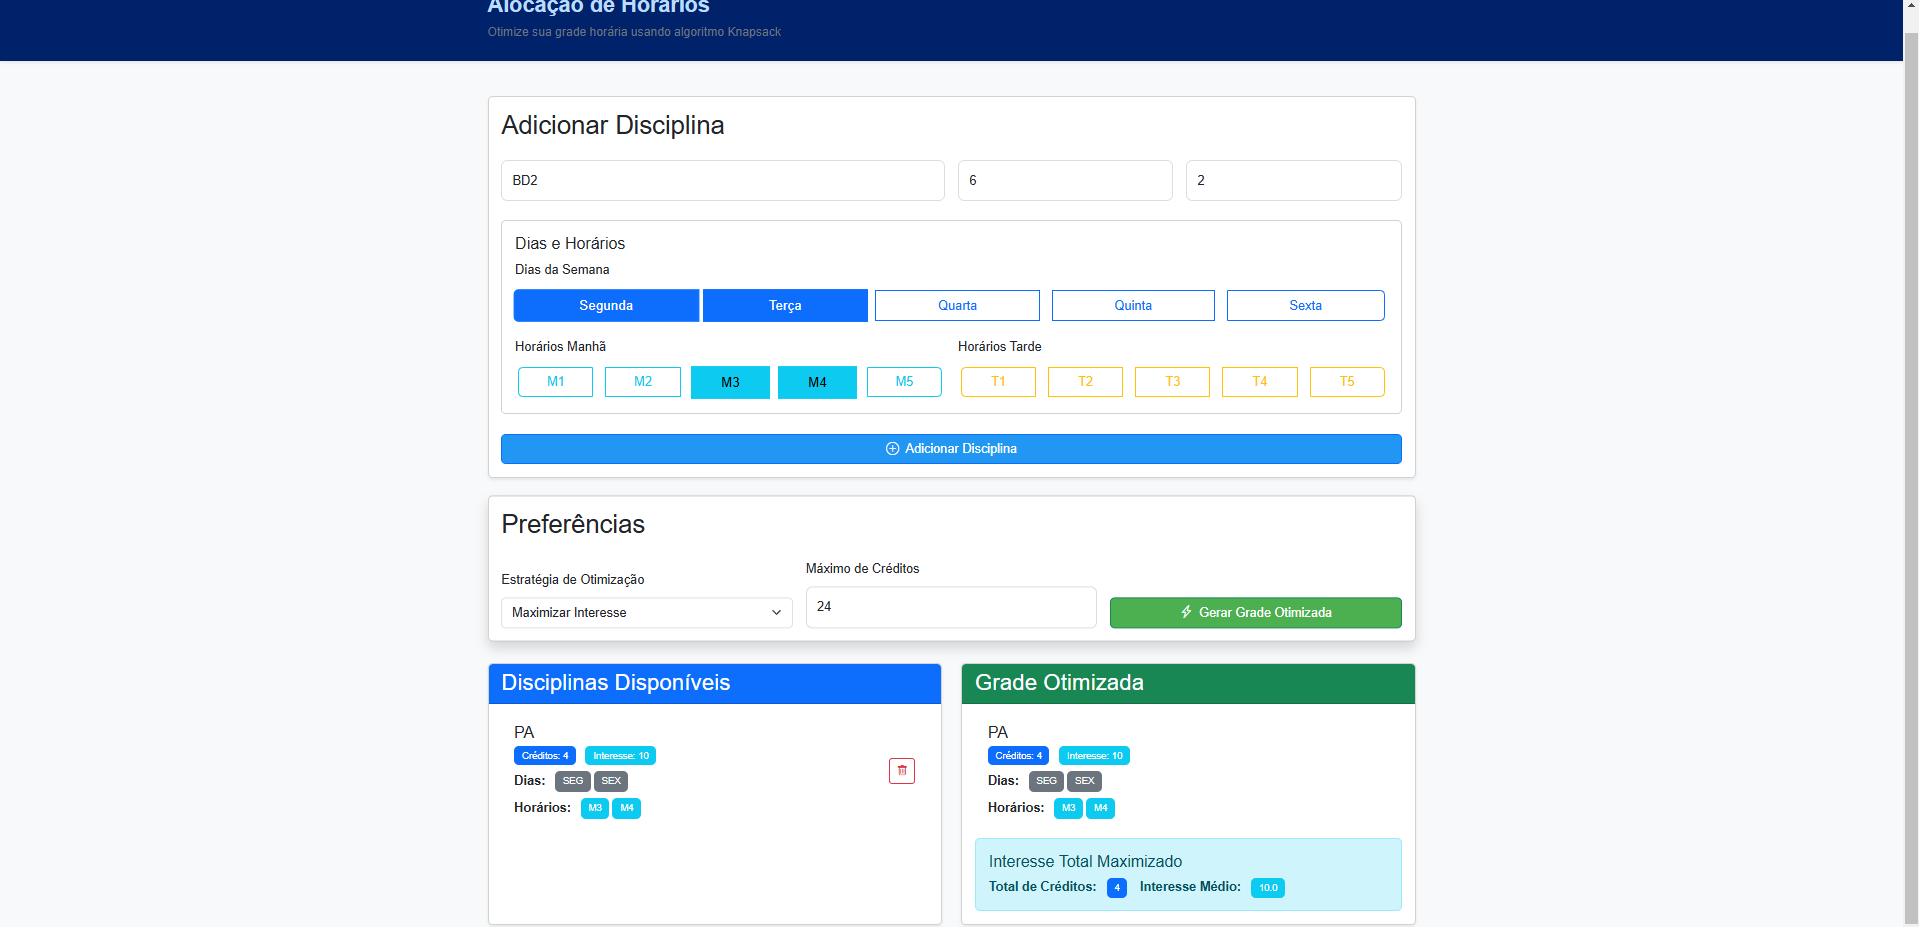 Alocação de Horários
Otimize sua grade horária usando algoritmo Knapsack
Adicionar Disciplina
BD2 6 2
Dias e Horários
Dias da Semana
Segunda Terça Quarta Quinta Sexta
Horários Manhã Horários Tarde
M1 M2 M3 M4 M5 T1 T2 T3 T4 T5
Adicionar Disciplina
Preferências
Estratégia de Otimização Máximo de Créditos
Maximizar Interesse 24 Gerar Grade Otimizada
Disciplinas Disponíveis
PA
Créditos: 4 Interesse: 10
Dias: SEG SEX
Horários: M3 M4
Grade Otimizada
PA
Créditos: 4 Interesse: 10
Dias: SEG SEX
Horários: M3 M4
Interesse Total Maximizado
Total de Créditos: 4 Interesse Médio: 10.0